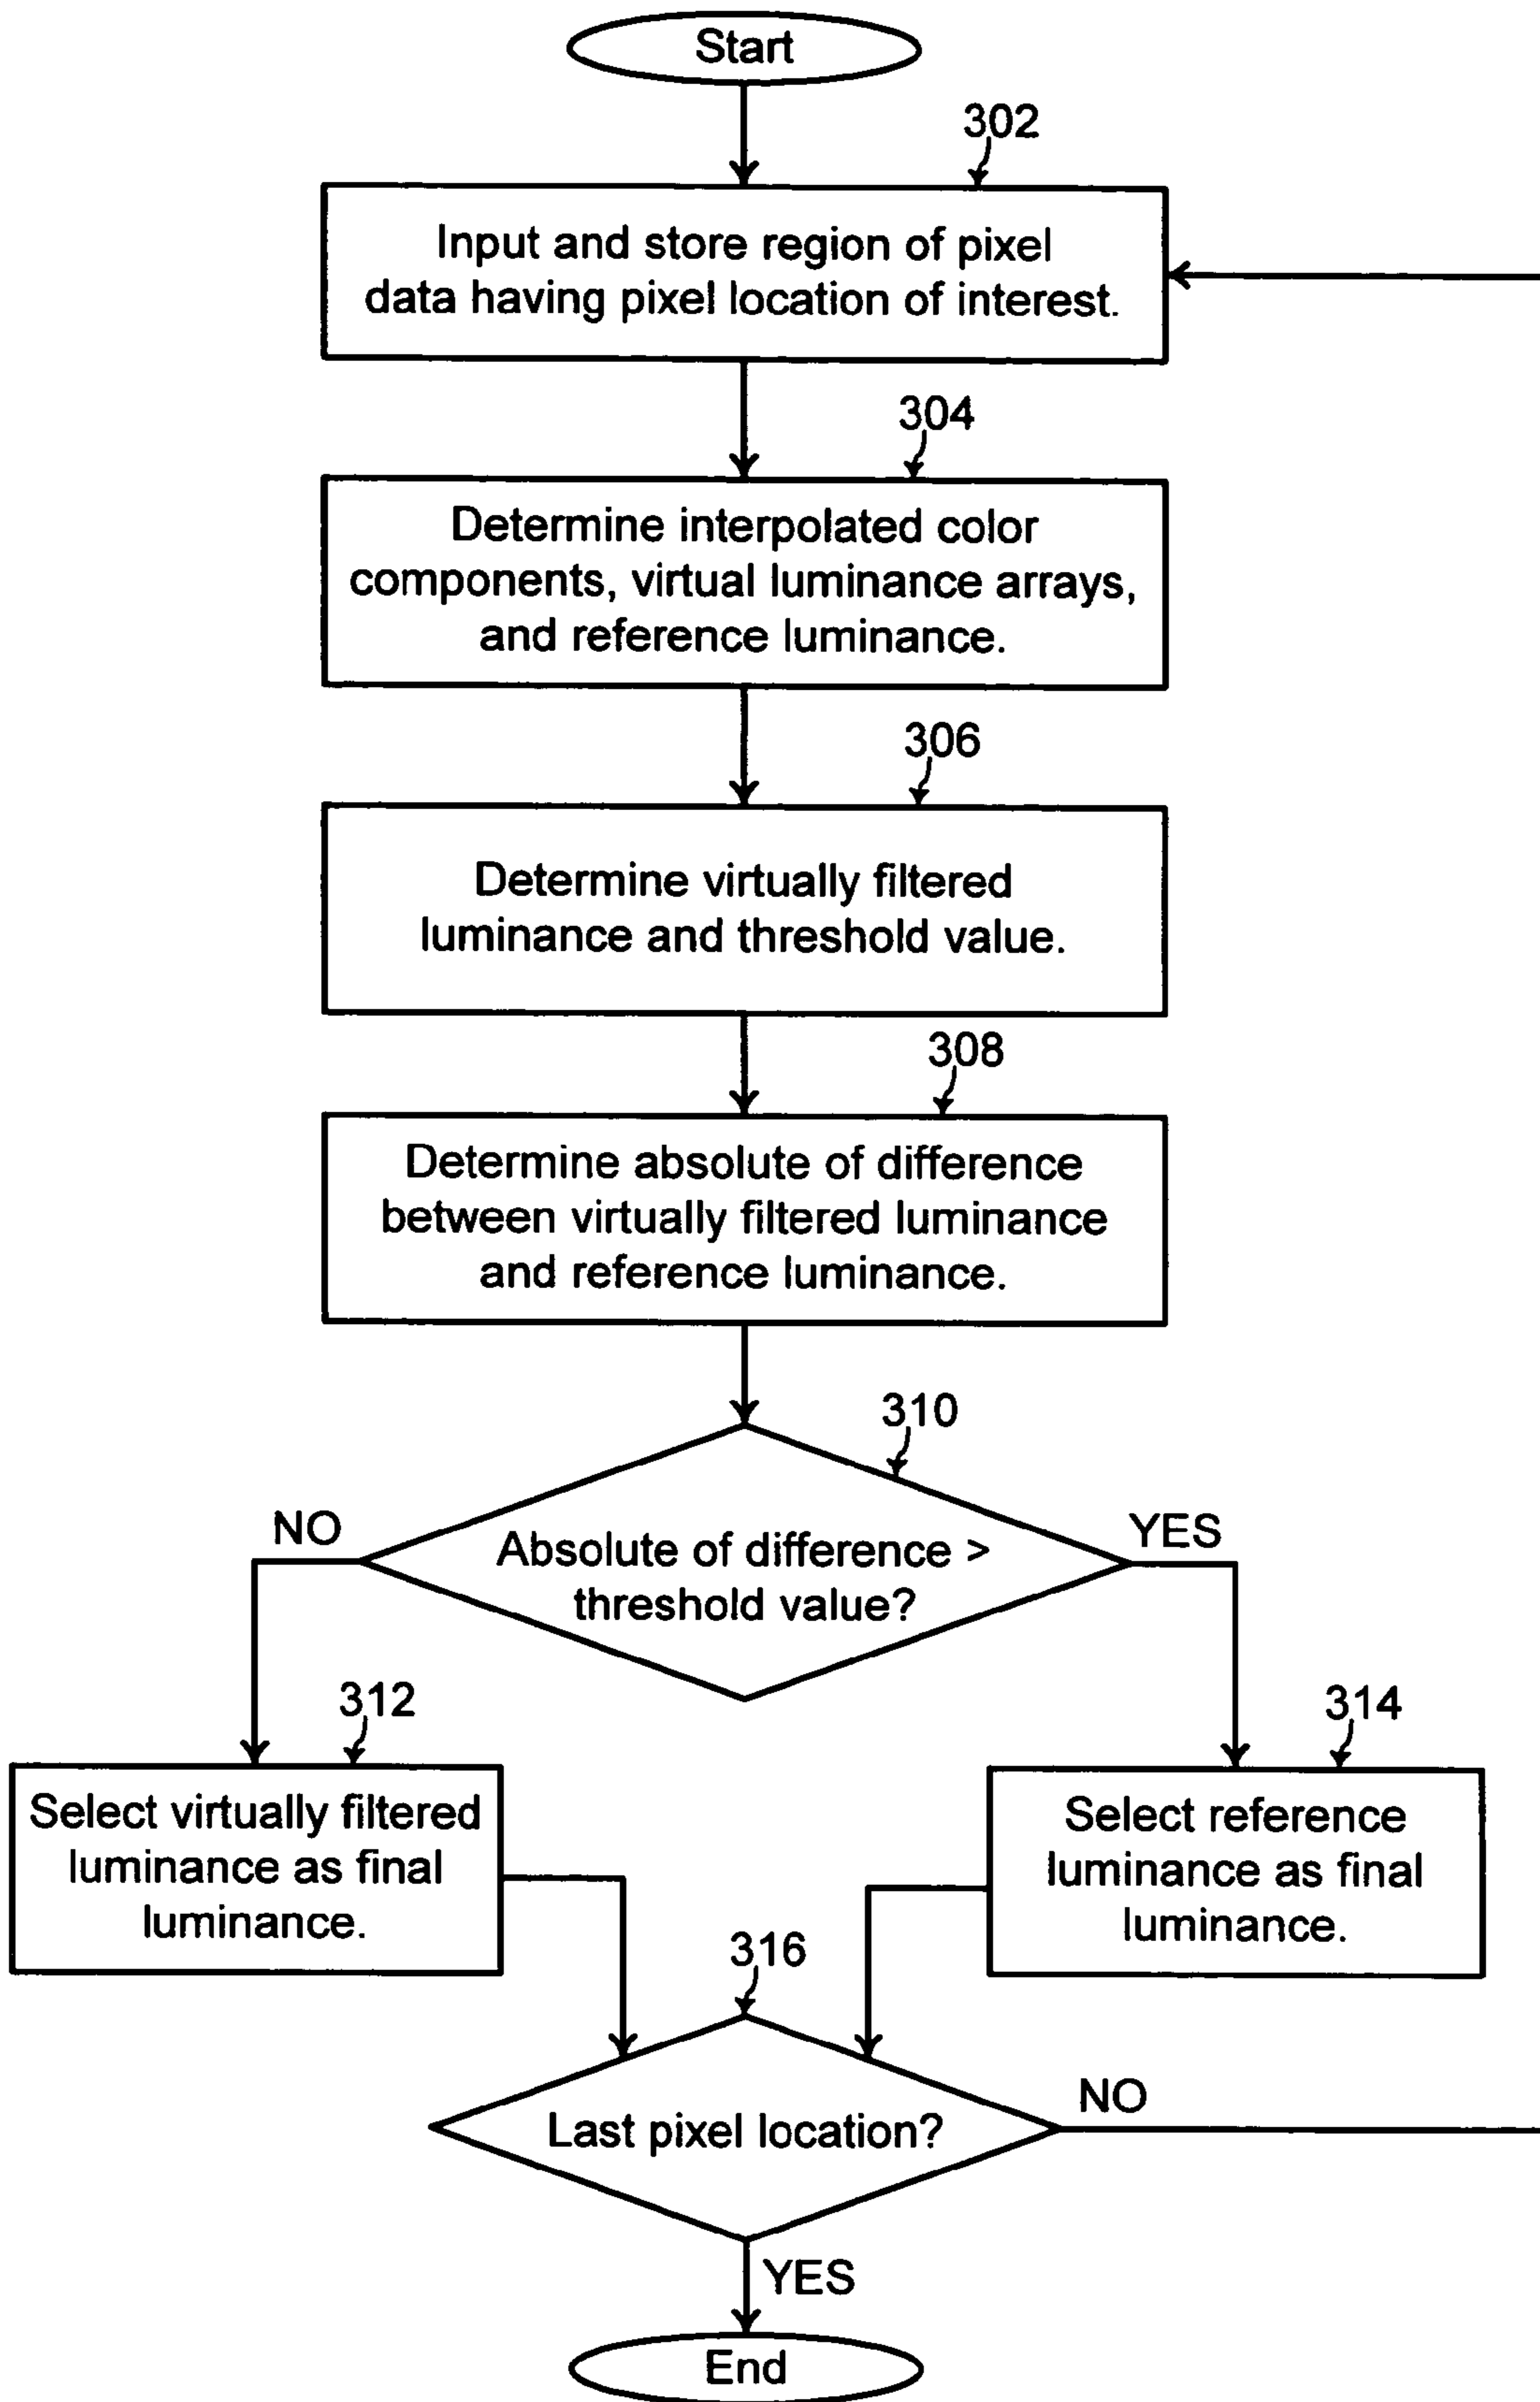 Start
302
Input and store region of pixel
data having pixel location of interest.
304
Determine interpolated color
components, virtual luminance arrays,
and reference luminance.
306
Determine virtually filtered
luminance and threshold value.
308
Determine absolute of difference
between virtually filtered luminance
and reference luminance.
310
NO
YES
Absolute of difference >
threshold value?
312
Select virtually filtered
luminance as final
luminance.
314
Select reference
luminance as final
luminance.
316
Last pixel location?
NO
YES
End